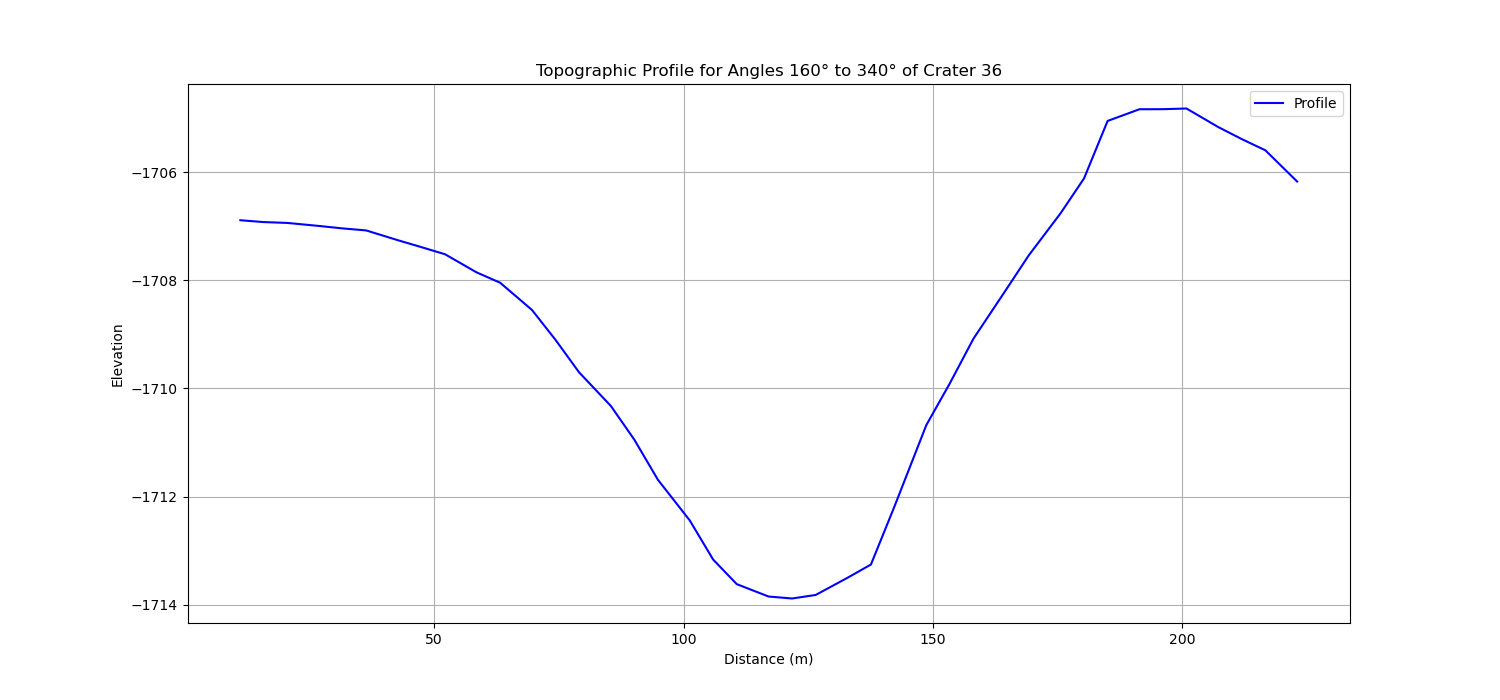 Topographic Profile for Angles 160° to 340° of Crater 36
Profile
−1706
−1708
−1710
−1712
−1714
Elevation
50
100
150
200
Distance (m)